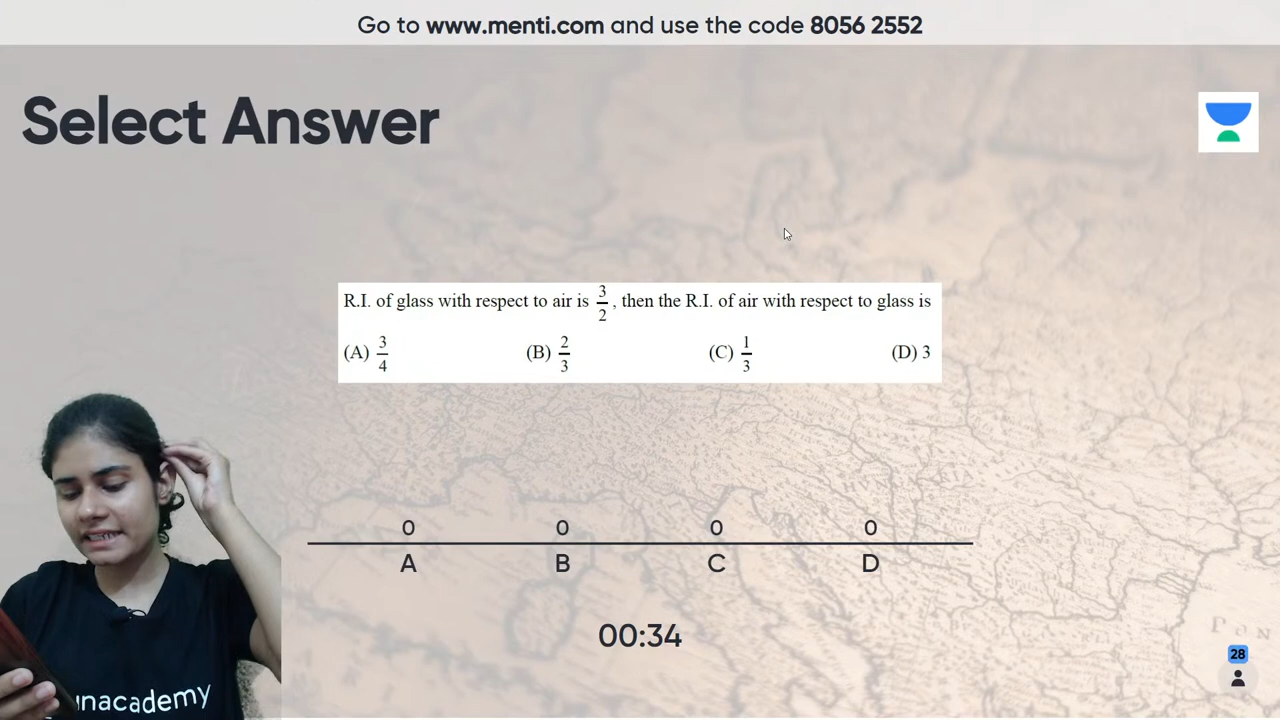 Go to www.menti.com and use the code 8056 2552
Select Answer
R.I. of glass with respect to air is 3/2, then the R.I. of air with respect to glass is
(A) 3/4 (B) 2/3 (C) 1/3 (D) 3
0 0 0 0
A B C D
00:34
28
unacademy